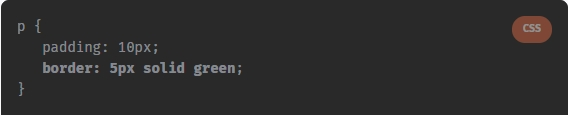 p {
CSS
padding: 10px;
border: 5px solid green;
}